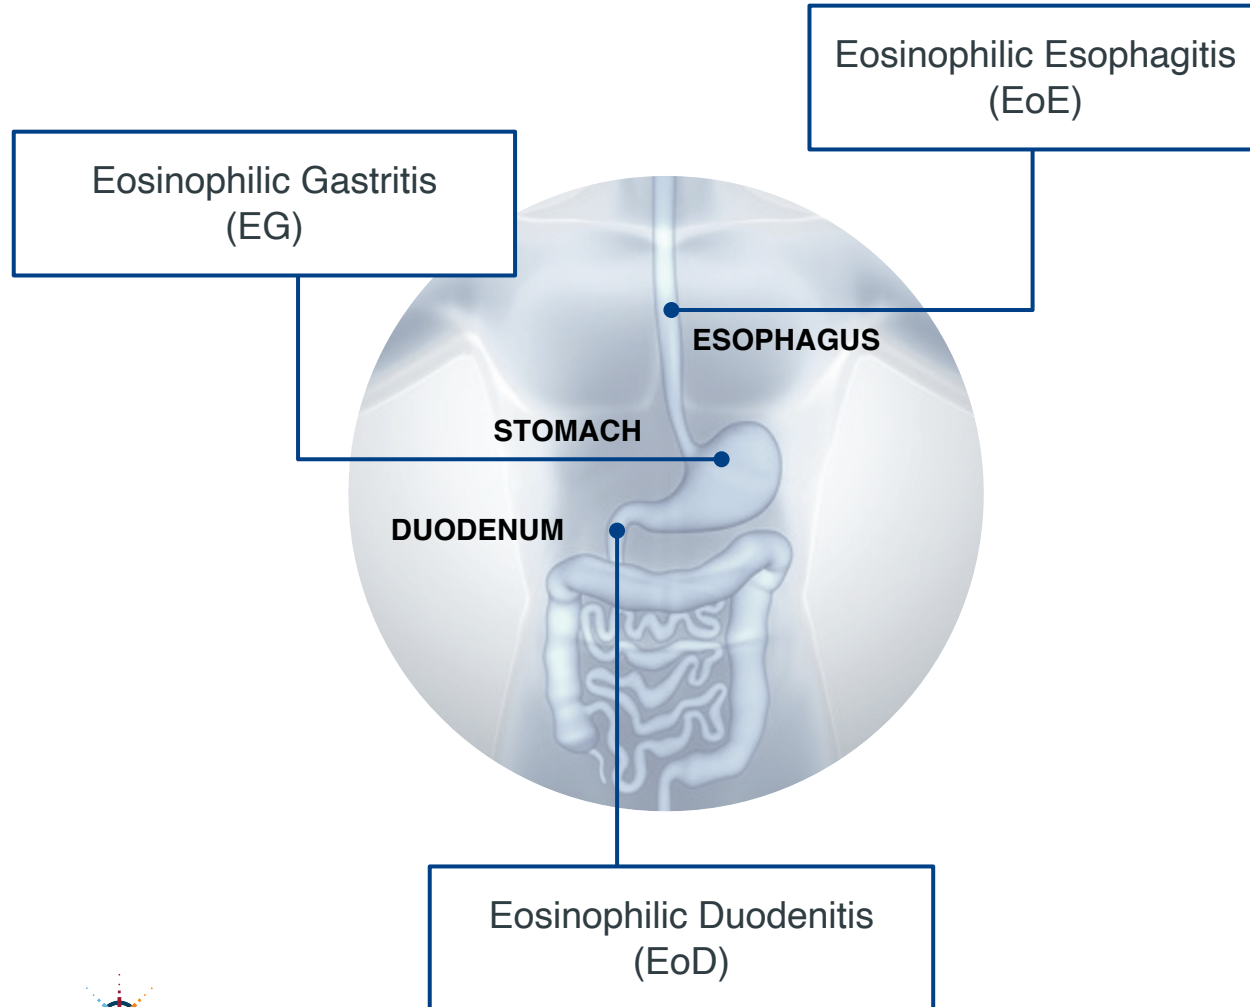 Eosinophilic Esophagitis
(EoE)
Eosinophilic Gastritis
(EG)
ESOPHAGUS
STOMACH
DUODENUM
Eosinophilic Duodenitis
(EoD)